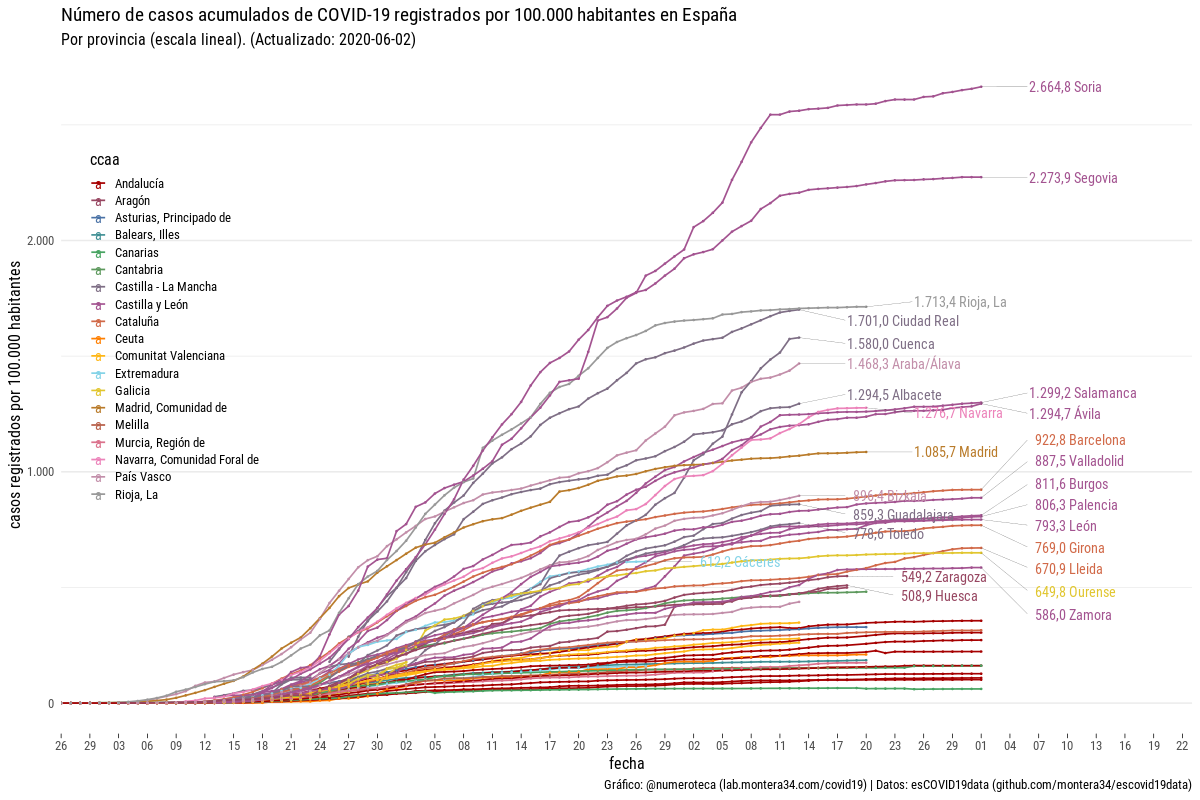 Número de casos acumulados de COVID-19 registrados por 100.000 habitantes en España
Por provincia (escala lineal). (Actualizado: 2020-06-02)
casos registrados por 100.000 habitantes
2.000
1.000
0
ccaa
Andalucía
Aragón
Asturias, Principado de
Balears, Illes
Canarias
Cantabria
Castilla - La Mancha
Castilla y León
Cataluña
Ceuta
Comunitat Valenciana
Extremadura
Galicia
Madrid, Comunidad de
Melilla
Murcia, Región de
Navarra, Comunidad Foral de
País Vasco
Rioja, La
2.664,8 Soria
2.273,9 Segovia
1.713,4 Rioja, La
1.701,0 Ciudad Real
1.580,0 Cuenca
1.468,3 Araba/Álava
1.294,5 Albacete
1.299,2 Salamanca
1.276,7 Navarra
1.294,7 Ávila
922,8 Barcelona
1.085,7 Madrid
887,5 Valladolid
811,6 Burgos
896,4 Bizkaia
806,3 Palencia
859,3 Guadalajara
793,3 León
778,6 Toledo
769,0 Girona
612,2 Cáceres
670,9 Lleida
549,2 Zaragoza
649,8 Ourense
508,9 Huesca
586,0 Zamora
26 29 03 06 09 12 15 18 21 24 27 30 02 05 08 11 14 17 20 23 26 29 02 05 08 11 14 17 20 23 26 29 01 04 07 10 13 16 19 22
fecha
Gráfico: @numeroteca (lab.montera34.com/covid19) | Datos: esCOVID19data (github.com/montera34/escovid19data)